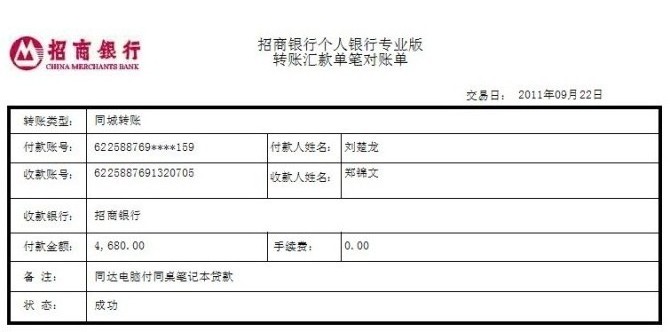 招商银行
CHINA MERCHANTS BANK
招商银行个人银行专业版
转账汇款单笔对账单
交易日: 2011年09月22日
转账类型: 同城转账
付款账号: 622588769****159 付款人姓名: 刘楚龙
收款账号: 6225887691320705 收款人姓名: 郑锦文
收款银行: 招商银行
付款金额: 4,680.00 手续费: 0.00
备 注: 同达电脑付同桌笔记本贷款
状 态: 成功